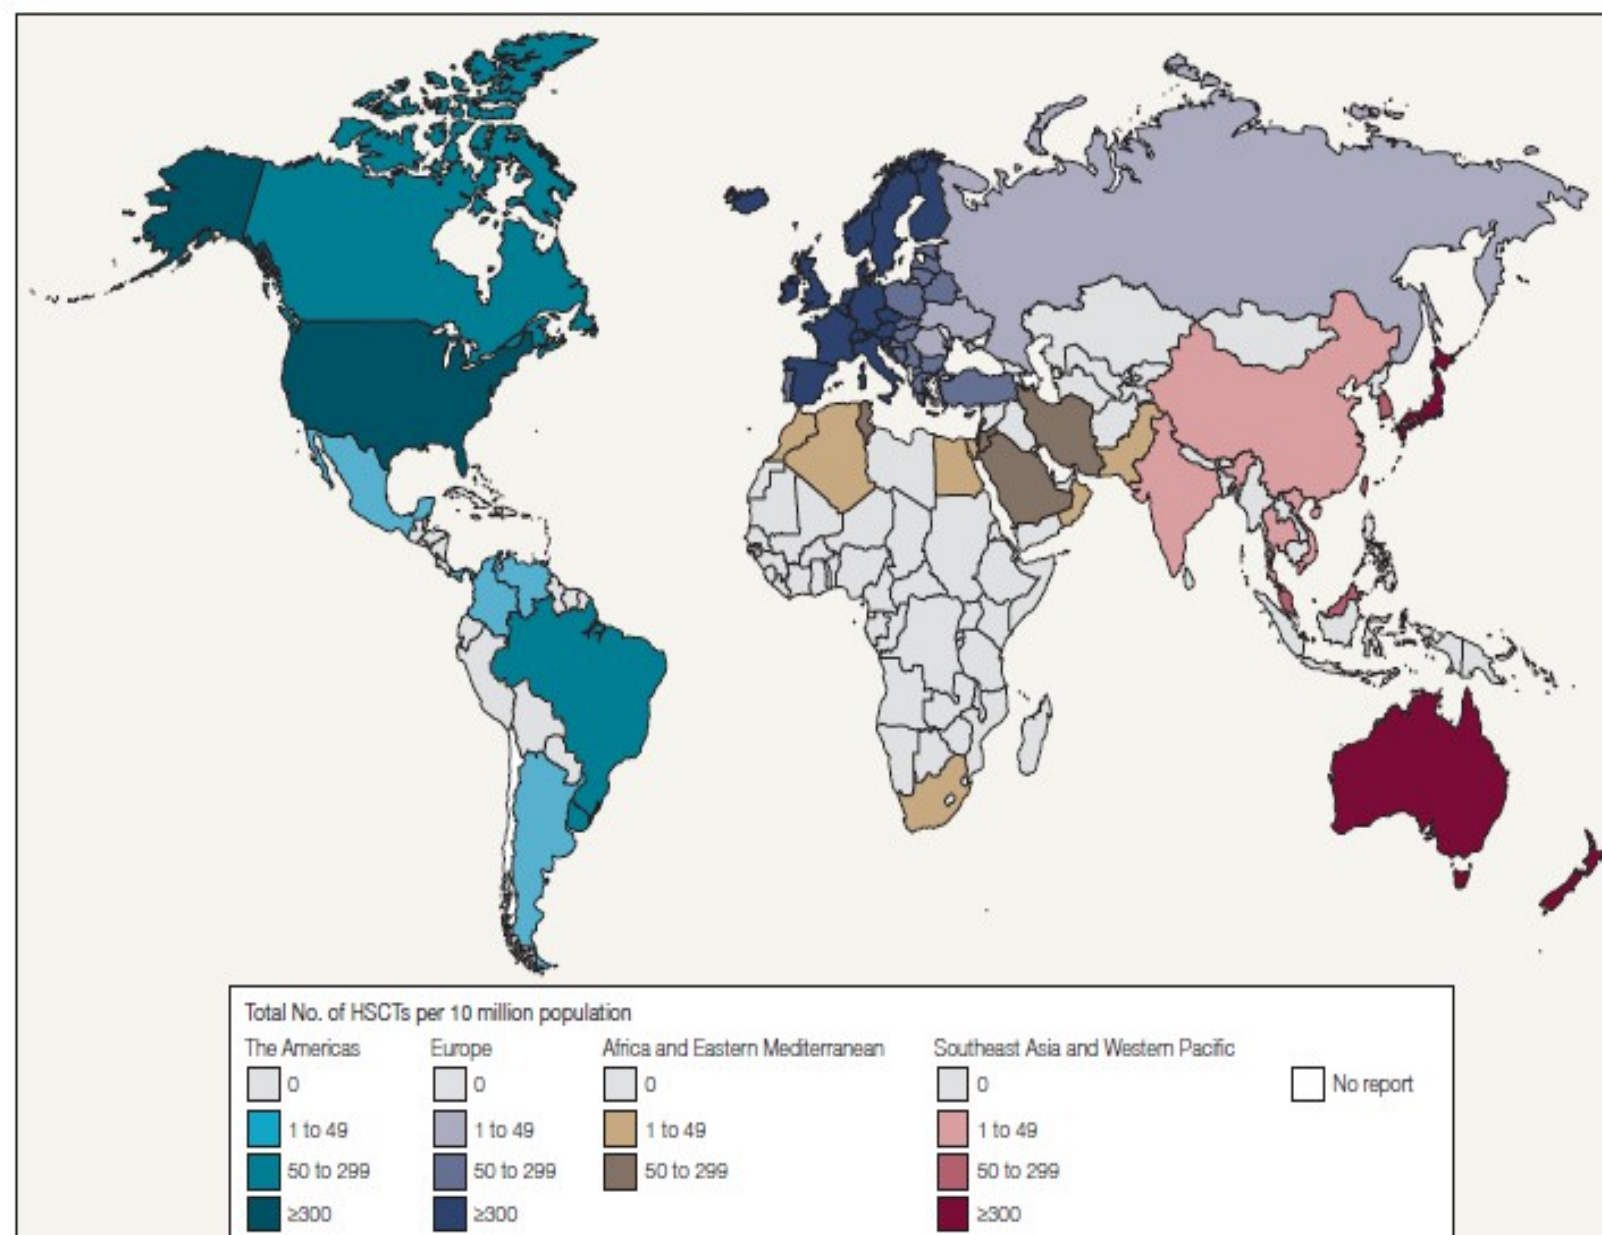 Total No. of HSCTs per 10 million population
The Americas
0
1 to 49
50 to 299
≥300
Europe
0
1 to 49
50 to 299
≥300
Africa and Eastern Mediterranean
0
1 to 49
50 to 299
Southeast Asia and Western Pacific
0
1 to 49
50 to 299
≥300
No report